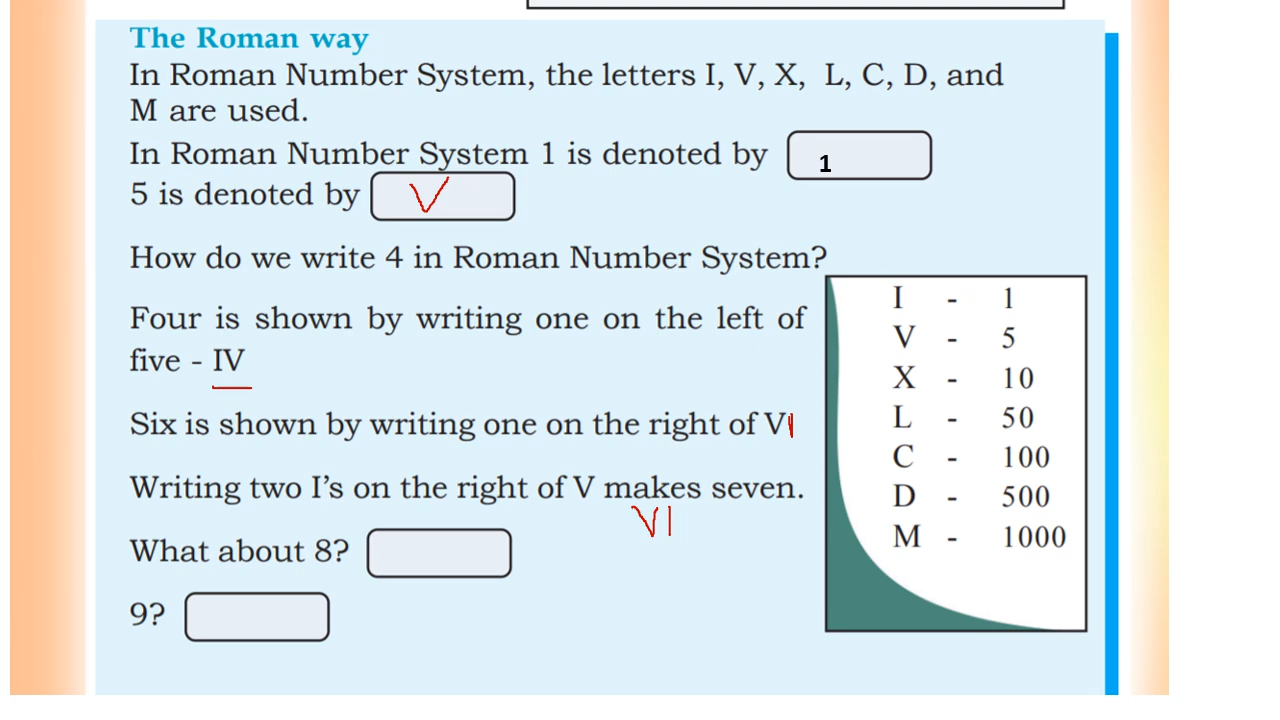 The Roman way
In Roman Number System, the letters I, V, X, L, C, D, and
M are used.
In Roman Number System 1 is denoted by 1
5 is denoted by V
How do we write 4 in Roman Number System?
Four is shown by writing one on the left of
five - IV
Six is shown by writing one on the right of VI
Writing two I's on the right of V makes seven.
VI
What about 8?
9?
I - 1
V - 5
X - 10
L - 50
C - 100
D - 500
M - 1000